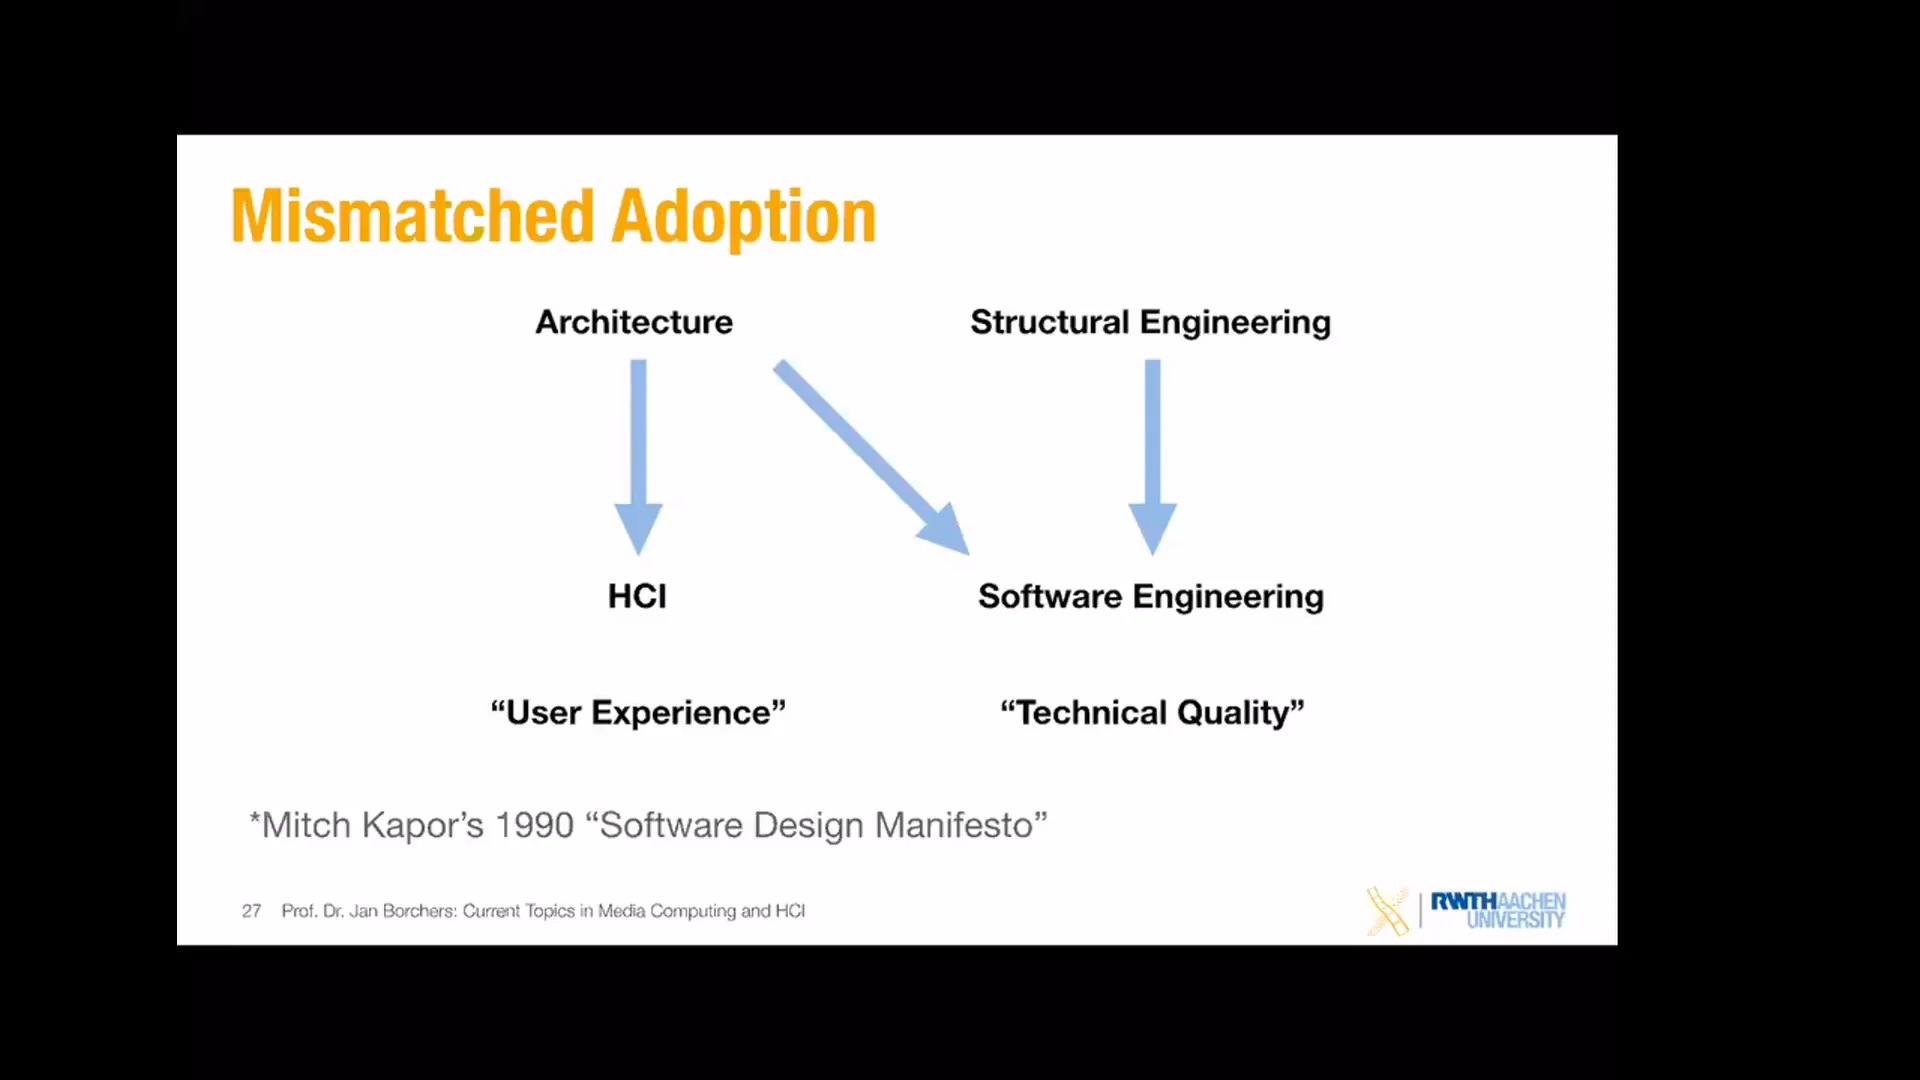 Mismatched Adoption
Architecture
Structural Engineering
HCI
Software Engineering
“User Experience”
“Technical Quality”
*Mitch Kapor’s 1990 “Software Design Manifesto”
27 Prof. Dr. Jan Borchers: Current Topics in Media Computing and HCI
RWTHAACHEN
UNIVERSITY